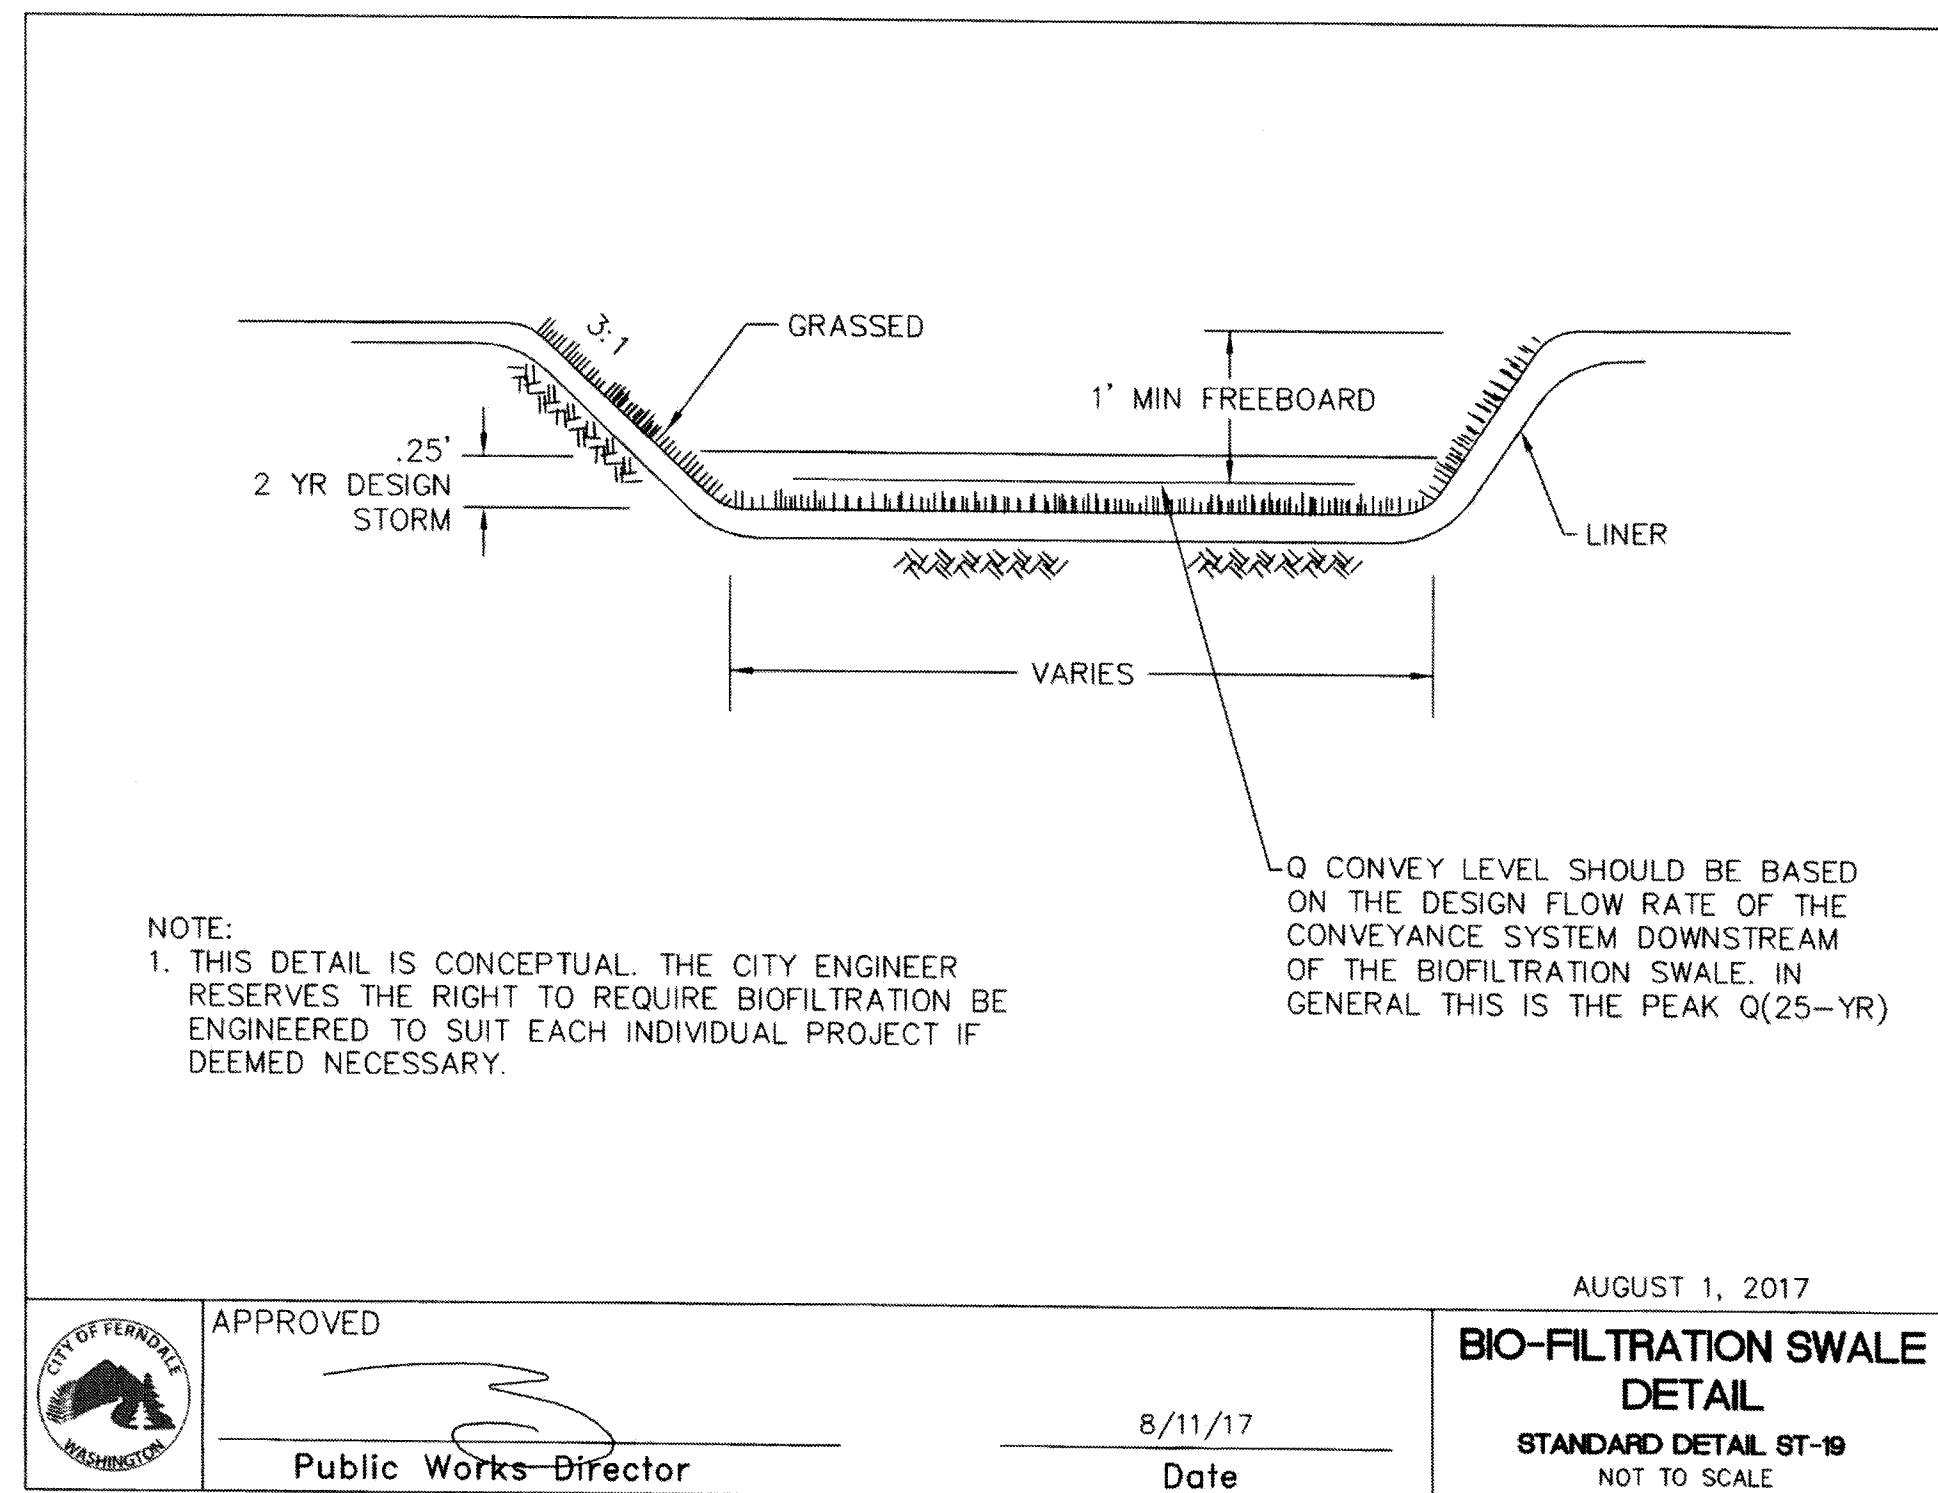 3:1
GRASSED
1' MIN FREEBOARD
.25'
2 YR DESIGN
STORM
LINER
VARIES
Q CONVEY LEVEL SHOULD BE BASED
ON THE DESIGN FLOW RATE OF THE
CONVEYANCE SYSTEM DOWNSTREAM
OF THE BIOFILTRATION SWALE. IN
GENERAL THIS IS THE PEAK Q(25-YR)
NOTE:
1. THIS DETAIL IS CONCEPTUAL. THE CITY ENGINEER
RESERVES THE RIGHT TO REQUIRE BIOFILTRATION BE
ENGINEERED TO SUIT EACH INDIVIDUAL PROJECT IF
DEEMED NECESSARY.
AUGUST 1, 2017
CITY OF FERNDALE
WASHINGTON
APPROVED
Public Works Director
8/11/17
Date
BIO-FILTRATION SWALE
DETAIL
STANDARD DETAIL ST-19
NOT TO SCALE